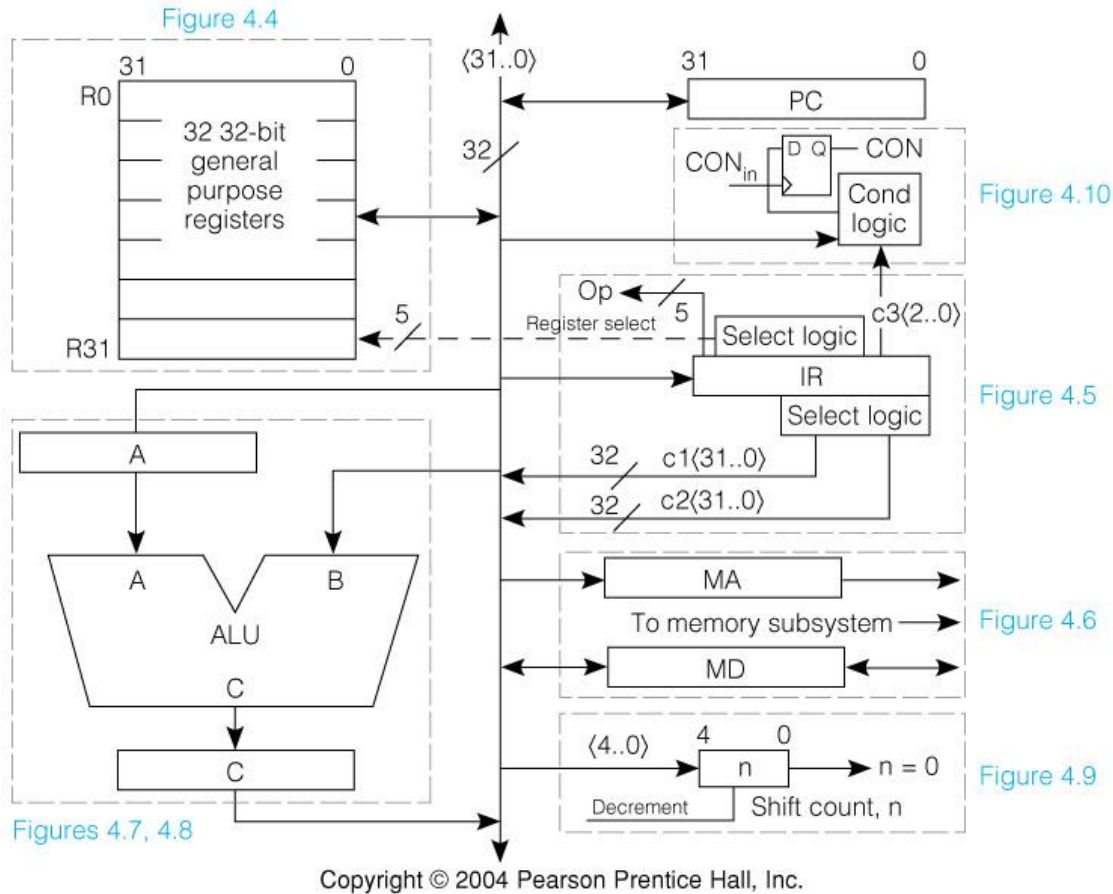 Figure 4.4
31 0
R0
32 32-bit
general
purpose
registers
R31
5
Register select
⟨31..0⟩
32
31 0
PC
CON_in
D Q
CON
Cond
logic
Figure 4.10
Op
5
Select logic
c3⟨2..0⟩
IR
Select logic
32 c1⟨31..0⟩
32 c2⟨31..0⟩
Figure 4.5
A
A B
ALU
C
C
Figures 4.7, 4.8
MA
To memory subsystem
MD
Figure 4.6
⟨4..0⟩
4 0
n
n = 0
Decrement
Shift count, n
Figure 4.9
Copyright © 2004 Pearson Prentice Hall, Inc.